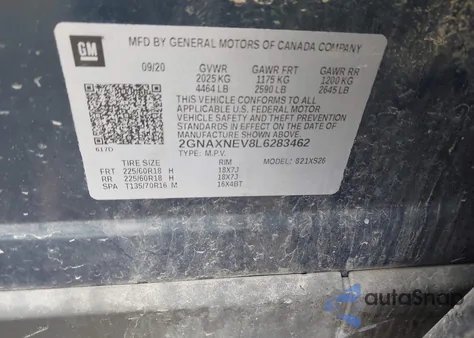 GM
MFD BY GENERAL MOTORS OF CANADA COMPANY
09/20 GVWR GAWR FRT GAWR RR
2025 KG 1175 KG 1200 KG
4464 LB 2590 LB 2645 LB
THIS VEHICLE CONFORMS TO ALL
APPLICABLE U.S. FEDERAL MOTOR
VEHICLE SAFETY AND THEFT
PREVENTION STANDARDS IN EFFECT ON
THE DATE OF MANUFACTURE SHOWN ABOVE.
2GNAXNEV8L6283462
617D TYPE: M.P.V. MODEL: 821XS26
TIRE SIZE RIM
FRT 225/60R18 H 18X7J
RR 225/60R18 H 18X7J
SPA T135/70R16 M 16X4BT
autoSnap